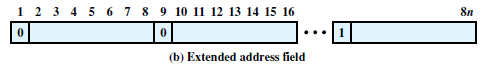 1 2 3 4 5 6 7 8 9 10 11 12 13 14 15 16 8n
0 0 ••• 1
(b) Extended address field